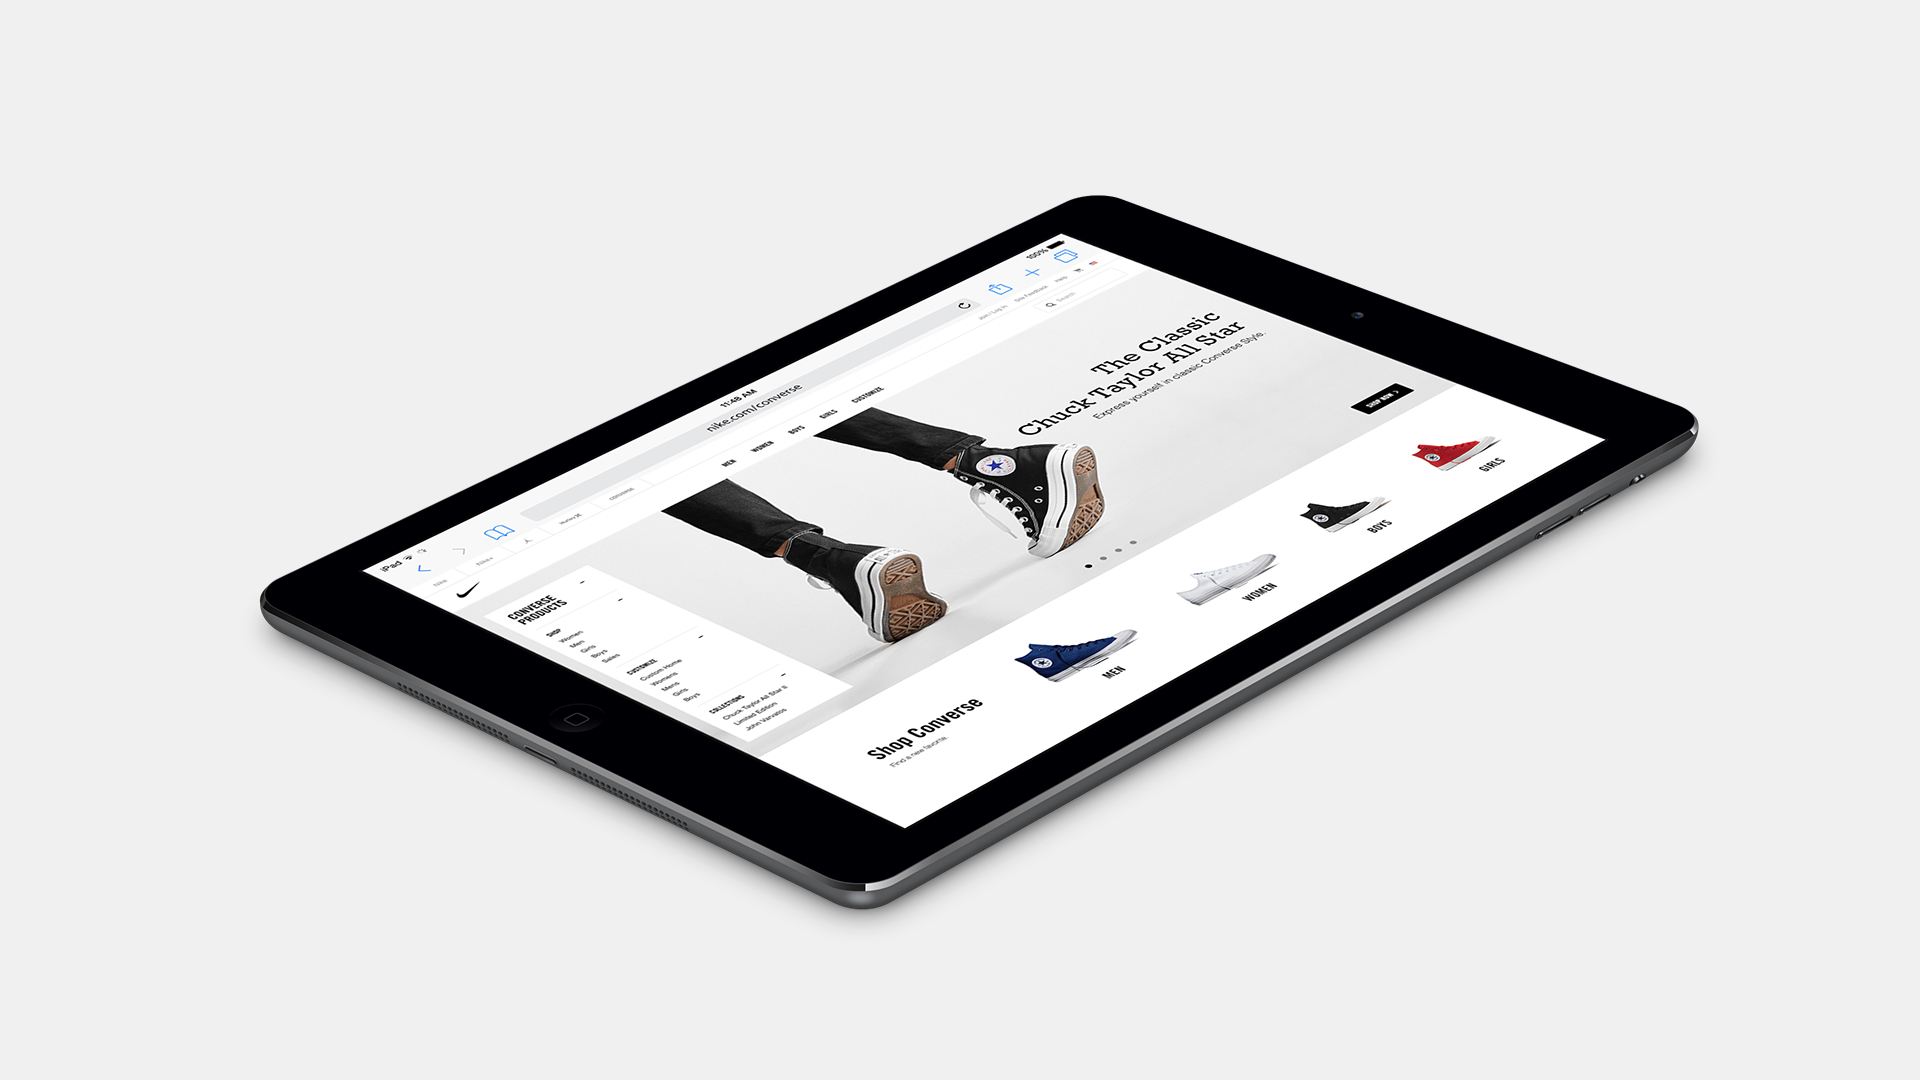 iPad
11:48 AM
100%
nike.com/converse
Nike
Nike+
Hurley
converse
Join / Log In
Site Feedback
Help
MEN
WOMEN
BOYS
GIRLS
CUSTOMIZE
Search
The Classic
Chuck Taylor All Star
Express yourself in classic Converse Style.
SHOP NOW >
CONVERSE
PRODUCTS
SHOP
Women
Men
Girls
Boys
Sales
CUSTOMIZE
Custom Home
Womens
Mens
Girls
Boys
COLLECTIONS
Chuck Taylor All Star II
Limited Edition
John Varvatos
Shop Converse
Find a new favorite.
MEN
WOMEN
BOYS
GIRLS